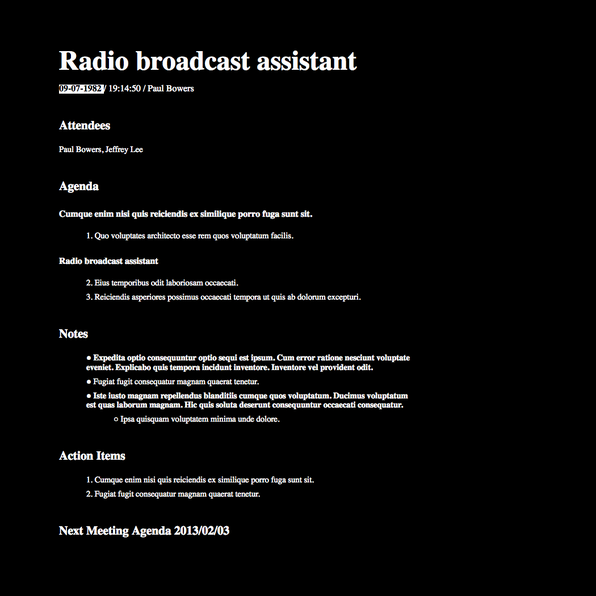 Radio broadcast assistant
09-07-1982 / 19:14:50 / Paul Bowers
Attendees
Paul Bowers, Jeffrey Lee
Agenda
Cumque enim nisi quis reiciendis ex similique porro fuga sunt sit.
1. Quo voluptates architecto esse rem quos voluptatum facilis.
Radio broadcast assistant
2. Eius temporibus odit laboriosam occaecati.
3. Reiciendis asperiores possimus occaecati tempora ut quis ab dolorum excepturi.
Notes
● Expedita optio consequuntur optio sequi est ipsum. Cum error ratione nesciunt voluptate
eveniet. Explicabo quis tempora incidunt inventore. Inventore vel provident odit.
● Fugiat fugit consequatur magnam quaerat tenetur.
● Iste iusto magnam repellendus blanditiis cumque quos voluptatum. Ducimus voluptatum
est quas laborum magnam. Hic quis soluta deserunt consequuntur occaecati consequatur.
○ Ipsa quisquam voluptatem minima unde dolore.
Action Items
1. Cumque enim nisi quis reiciendis ex similique porro fuga sunt sit.
2. Fugiat fugit consequatur magnam quaerat tenetur.
Next Meeting Agenda 2013/02/03